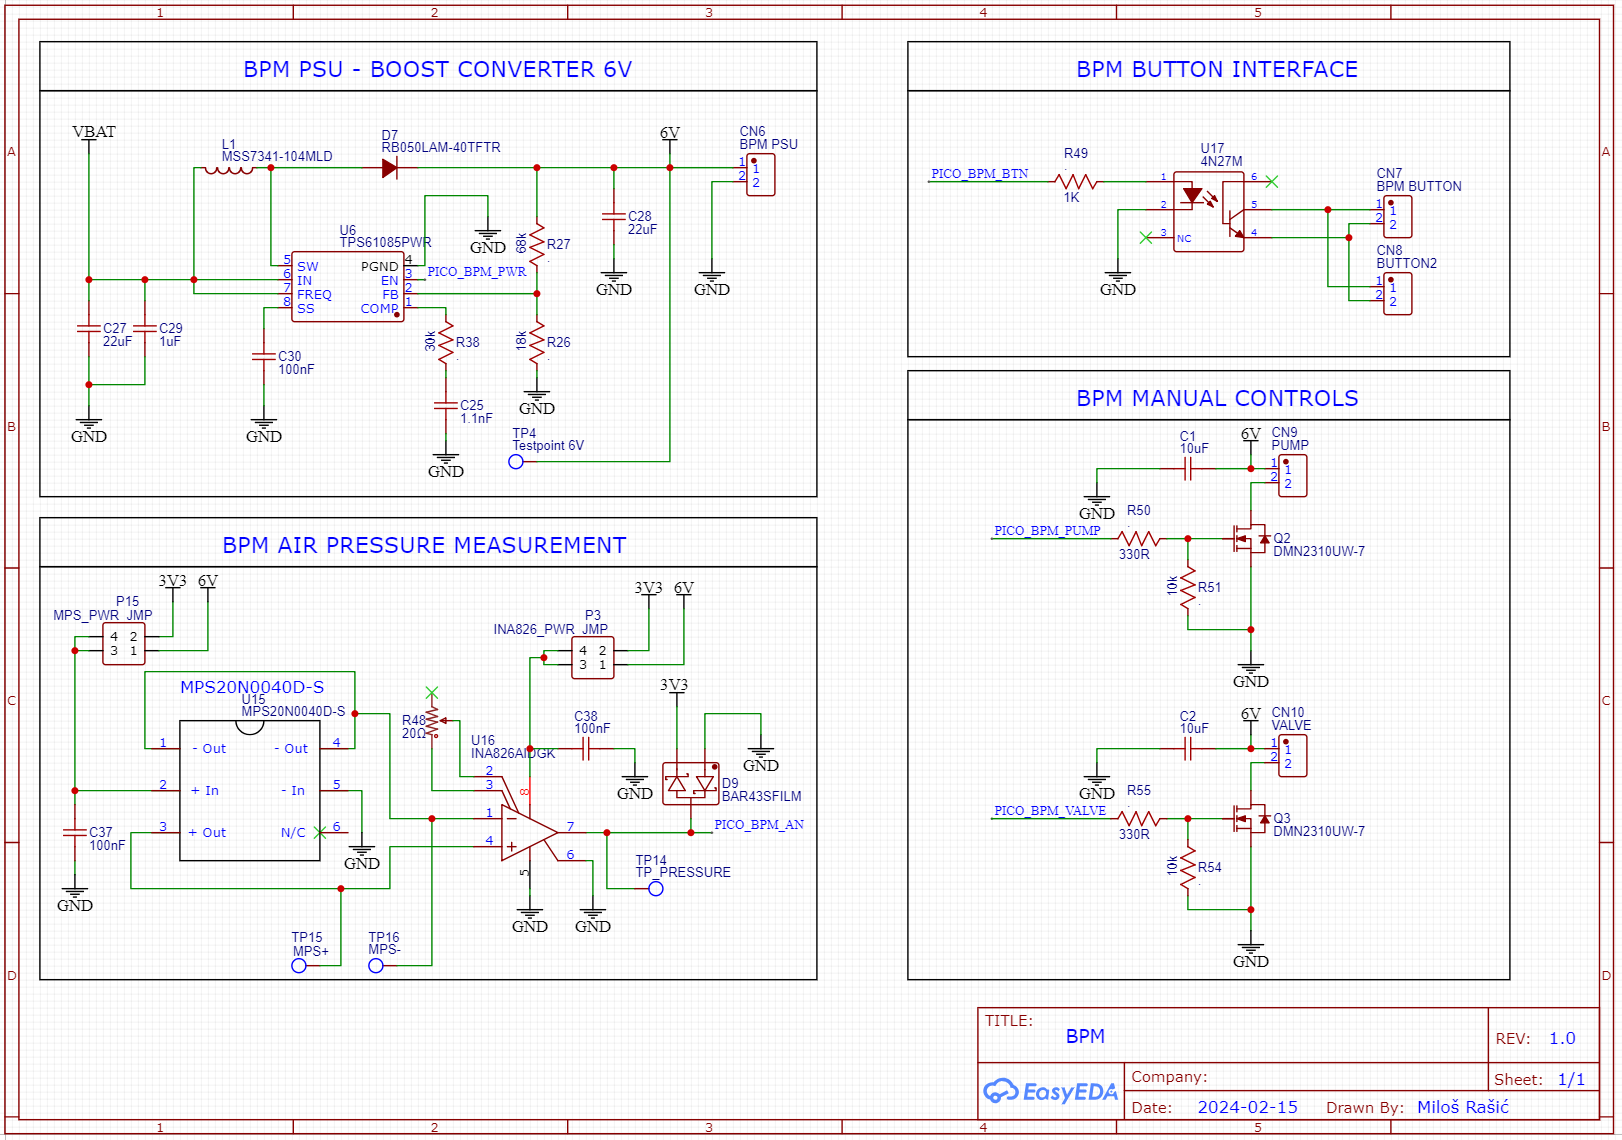 1 2 3 4 5
A A
B B
C C
D D
BPM PSU - BOOST CONVERTER 6V
VBAT
L1
MSS7341-104MLD
D7
RB050LAM-40TFTR
6V
CN6
BPM PSU
1 1
2 2
U6
TPS61085PWR
5 SW
6 IN
7 FREQ
8 SS
PGND 4
EN 3
FB 2
COMP 1
PICO_BPM_PWR
GND
68k R27
C28
22uF
GND
GND
C27
22uF
C29
1uF
GND
C30
100nF
GND
30k R38
C25
1.1nF
GND
18k R26
GND
TP4
Testpoint 6V
BPM AIR PRESSURE MEASUREMENT
3V3 6V
P15
MPS_PWR_JMP
4 2
3 1
MPS20N0040D-S
U15
MPS20N0040D-S
1 - Out
2 + In
3 + Out
- Out 4
- In 5
N/C 6
C37
100nF
GND
GND
R48
20Ω
3V3 6V
P3
INA826_PWR_JMP
4 2
3 1
U16
INA826AIDGK
2
3
1
4
8
7
6
5
C38
100nF
GND
3V3
GND
D9
BAR43SFILM
PICO_BPM_AN
TP14
TP_PRESSURE
GND
GND
TP15
MPS+
TP16
MPS-
BPM BUTTON INTERFACE
PICO_BPM_BTN
R49
1K
U17
4N27M
1
2
3 NC
6
5
4
GND
CN7
BPM BUTTON
1 1
2 2
CN8
BUTTON2
1 1
2 2
BPM MANUAL CONTROLS
C1
10uF
6V
CN9
PUMP
1 1
2 2
GND
PICO_BPM_PUMP
R50
330R
10k R51
Q2
DMN2310UW-7
GND
C2
10uF
6V
CN10
VALVE
1 1
2 2
GND
PICO_BPM_VALVE
R55
330R
10k R54
Q3
DMN2310UW-7
GND
TITLE:
BPM
REV: 1.0
EasyEDA
Company:
Sheet: 1/1
Date: 2024-02-15 Drawn By: Miloš Rašić
1 2 3 4 5